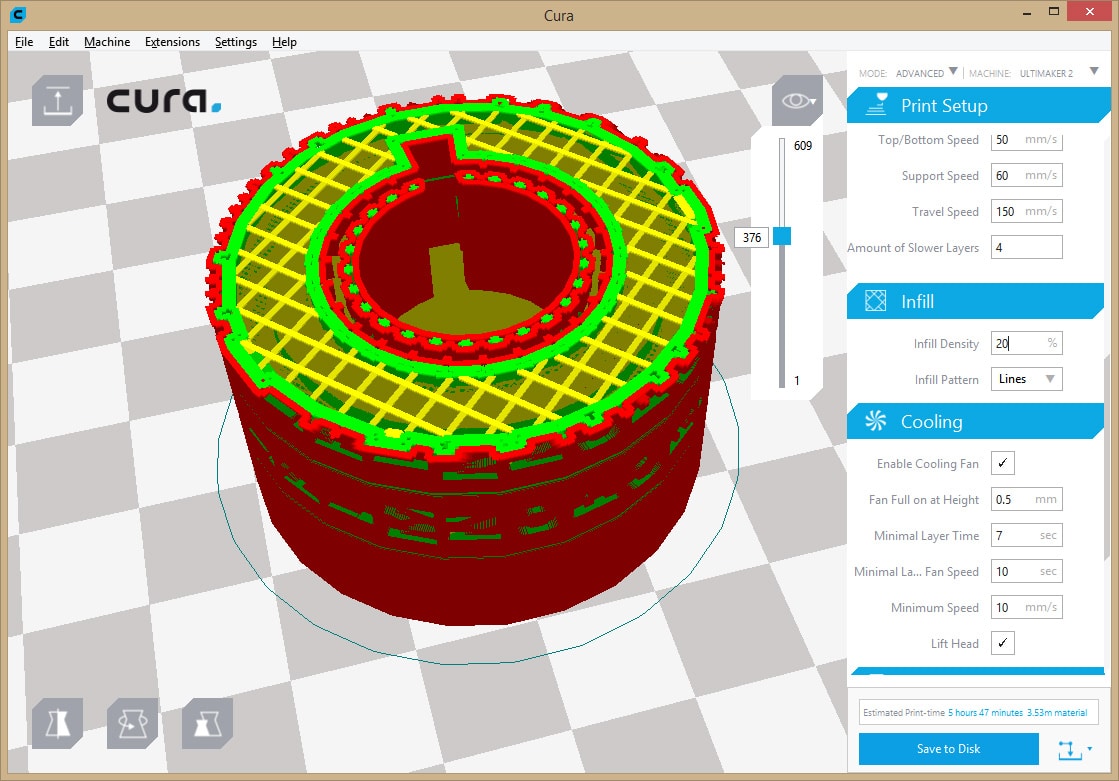 Cura
File Edit Machine Extensions Settings Help
cura.
609
376
1
MODE: ADVANCED MACHINE: ULTIMAKER 2
Print Setup
Top/Bottom Speed 50 mm/s
Support Speed 60 mm/s
Travel Speed 150 mm/s
Amount of Slower Layers 4
Infill
Infill Density 20 %
Infill Pattern Lines
Cooling
Enable Cooling Fan
Fan Full on at Height 0.5 mm
Minimal Layer Time 7 sec
Minimal La... Fan Speed 10 sec
Minimum Speed 10 mm/s
Lift Head
Estimated Print-time 5 hours 47 minutes 3.53m material
Save to Disk